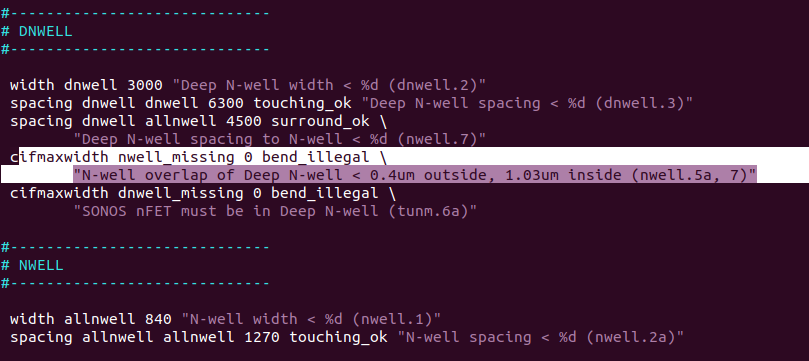 #-----------------------------
# DNWELL
#-----------------------------
width dnwell 3000 "Deep N-well width < %d (dnwell.2)"
spacing dnwell dnwell 6300 touching_ok "Deep N-well spacing < %d (dnwell.3)"
spacing dnwell allnwell 4500 surround_ok \
"Deep N-well spacing to N-well < %d (nwell.7)"
cifmaxwidth nwell_missing 0 bend_illegal \
"N-well overlap of Deep N-well < 0.4um outside, 1.03um inside (nwell.5a, 7)"
cifmaxwidth dnwell_missing 0 bend_illegal \
"SONOS nFET must be in Deep N-well (tunm.6a)"
#-----------------------------
# NWELL
#-----------------------------
width allnwell 840 "N-well width < %d (nwell.1)"
spacing allnwell allnwell 1270 touching_ok "N-well spacing < %d (nwell.2a)"